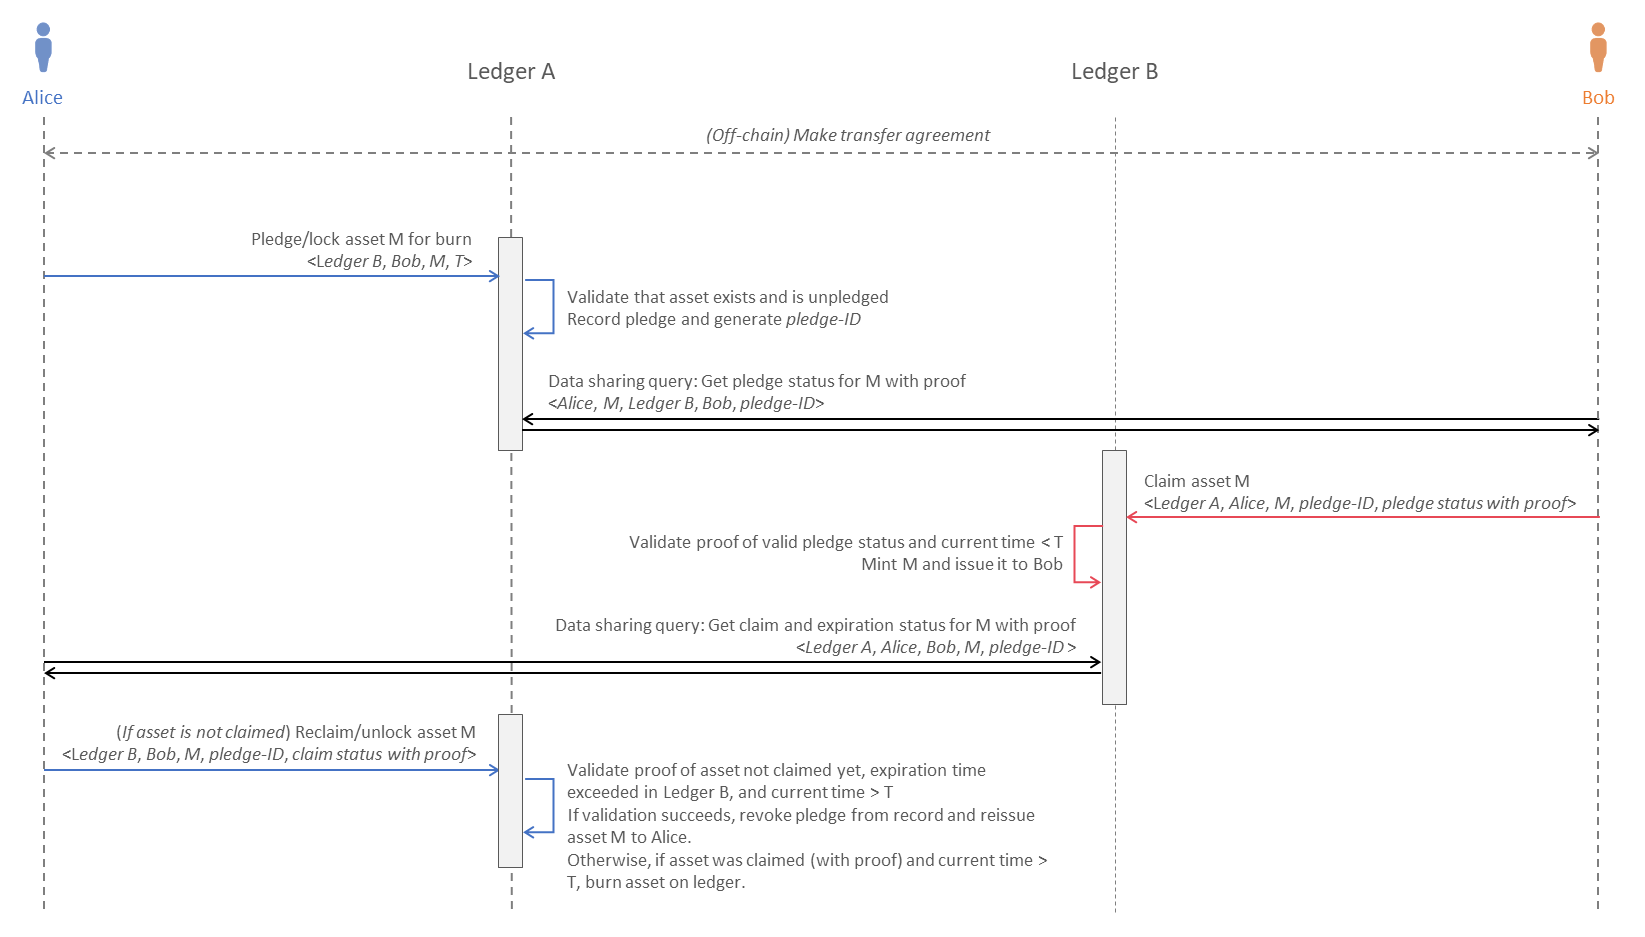 Ledger A
Ledger B
Alice
Bob
(Off-chain) Make transfer agreement
Pledge/lock asset M for burn
<Ledger B, Bob, M, T>
Validate that asset exists and is unpledged
Record pledge and generate pledge-ID
Data sharing query: Get pledge status for M with proof
<Alice, M, Ledger B, Bob, pledge-ID>
Claim asset M
<Ledger A, Alice, M, pledge-ID, pledge status with proof>
Validate proof of valid pledge status and current time < T
Mint M and issue it to Bob
Data sharing query: Get claim and expiration status for M with proof
<Ledger A, Alice, Bob, M, pledge-ID >
(If asset is not claimed) Reclaim/unlock asset M
<Ledger B, Bob, M, pledge-ID, claim status with proof>
Validate proof of asset not claimed yet, expiration time
exceeded in Ledger B, and current time > T
If validation succeeds, revoke pledge from record and reissue
asset M to Alice.
Otherwise, if asset was claimed (with proof) and current time >
T, burn asset on ledger.